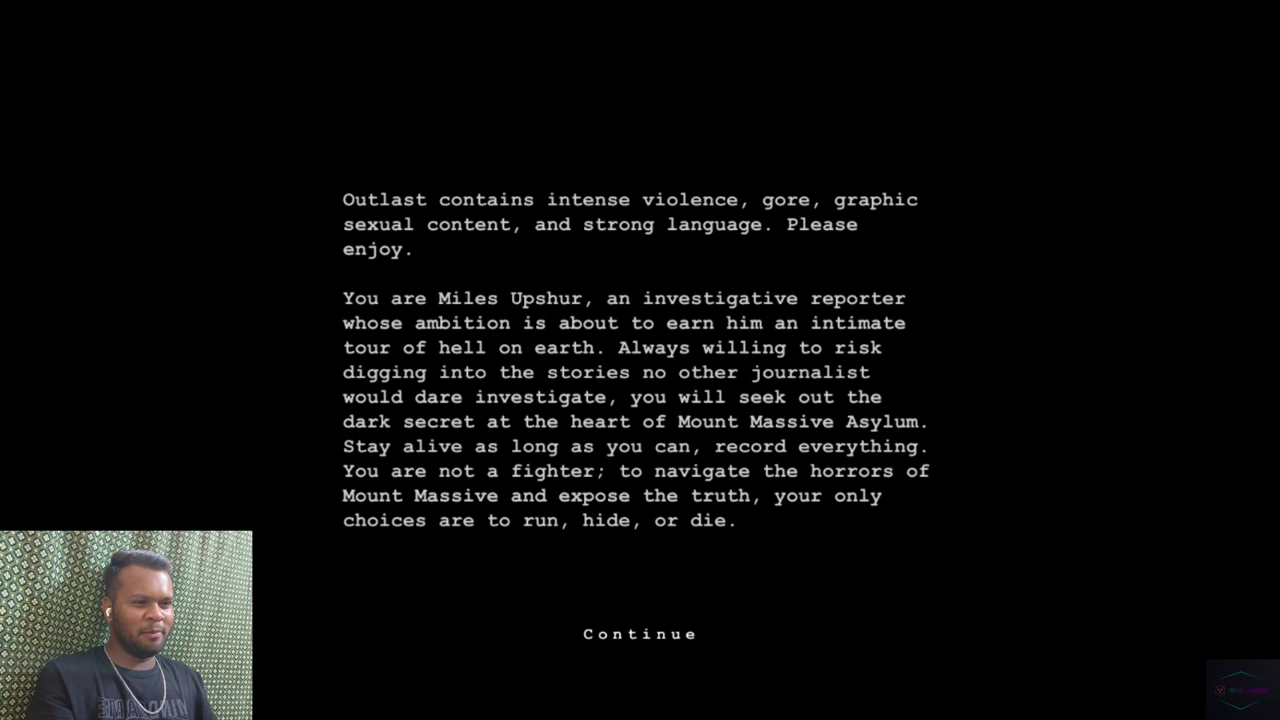 Outlast contains intense violence, gore, graphic
sexual content, and strong language. Please
enjoy.
You are Miles Upshur, an investigative reporter
whose ambition is about to earn him an intimate
tour of hell on earth. Always willing to risk
digging into the stories no other journalist
would dare investigate, you will seek out the
dark secret at the heart of Mount Massive Asylum.
Stay alive as long as you can, record everything.
You are not a fighter; to navigate the horrors of
Mount Massive and expose the truth, your only
choices are to run, hide, or die.
Continue